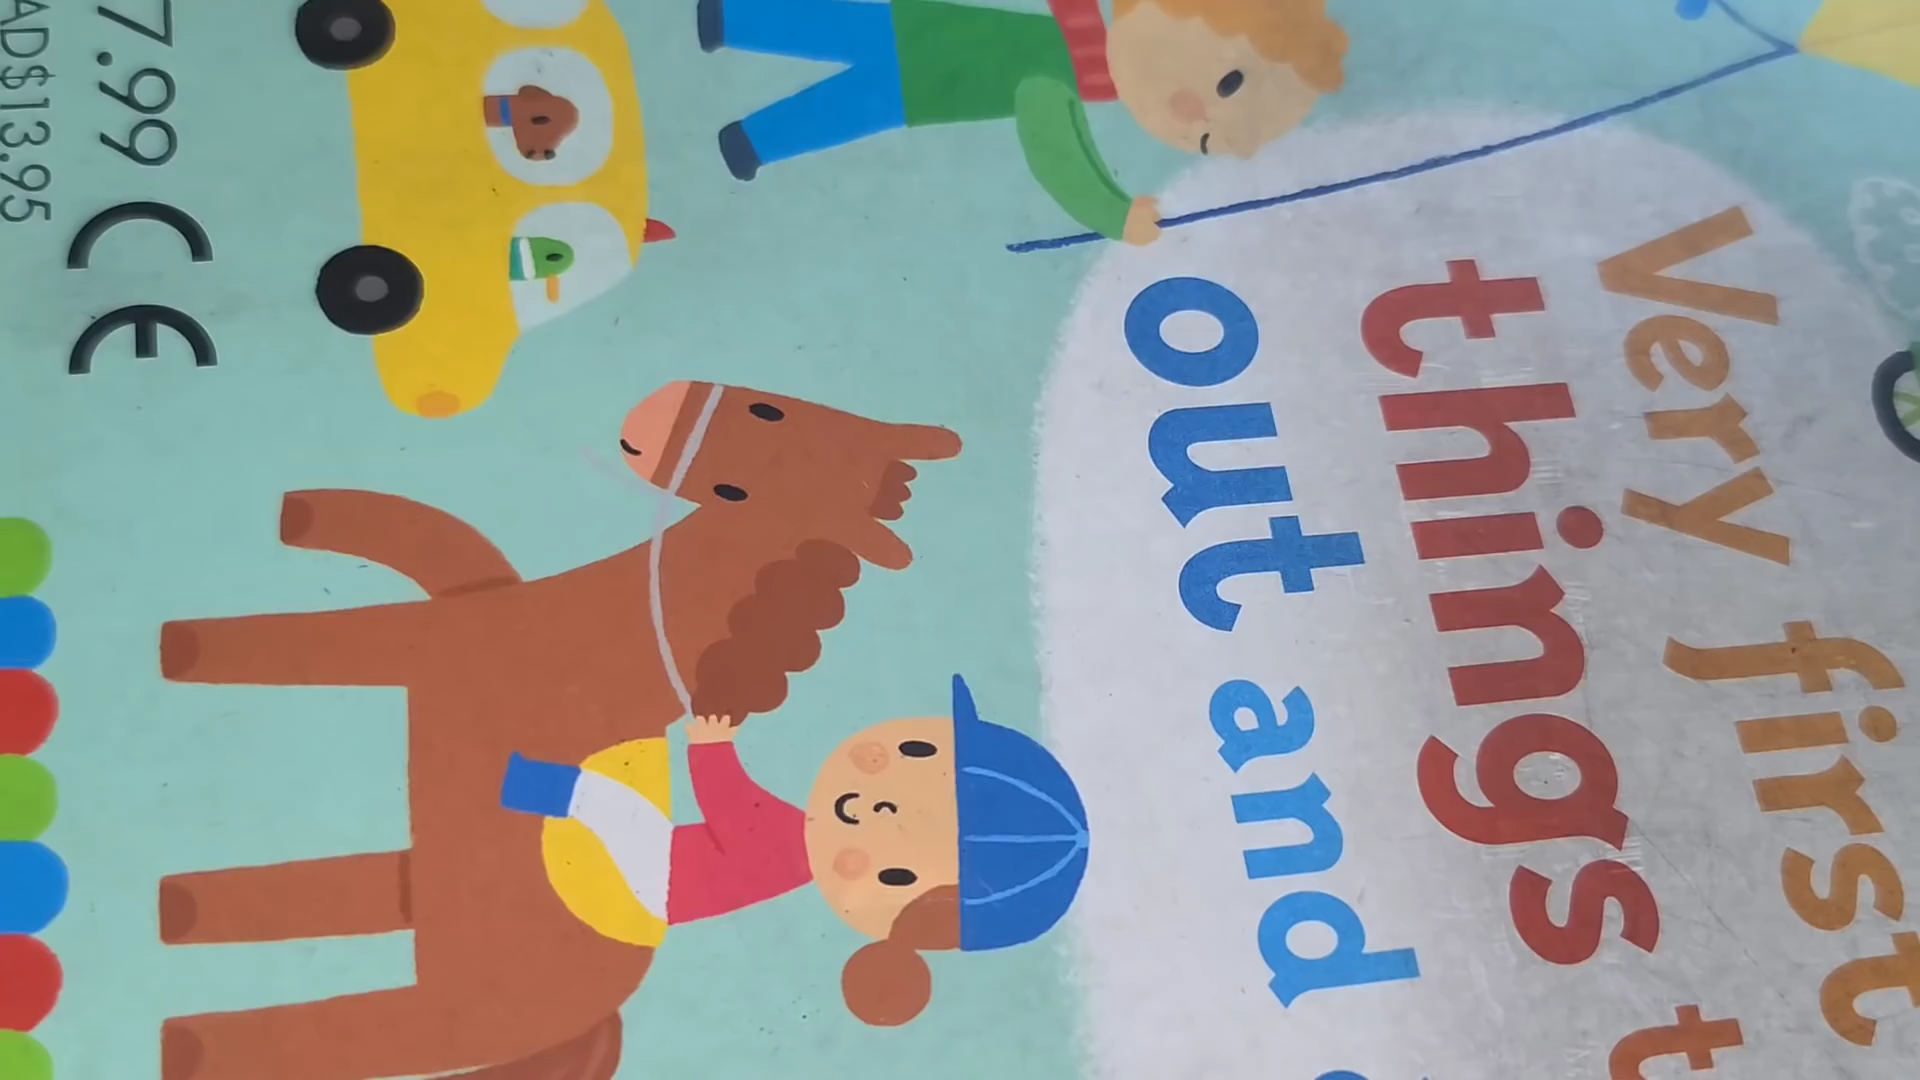 Very first
things t
out and
7.99 CE
AD$13.95